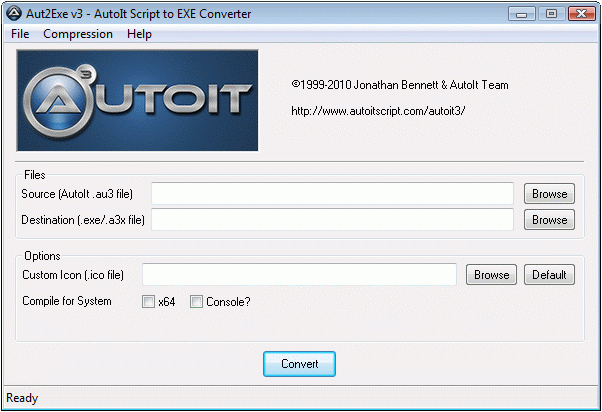 Aut2Exe v3 - AutoIt Script to EXE Converter
File Compression Help
AUTOIT 3
©1999-2010 Jonathan Bennett & AutoIt Team
http://www.autoitscript.com/autoit3/
Files
Source (AutoIt .au3 file) Browse
Destination (.exe/.a3x file) Browse
Options
Custom Icon (.ico file) Browse Default
Compile for System x64 Console?
Convert
Ready